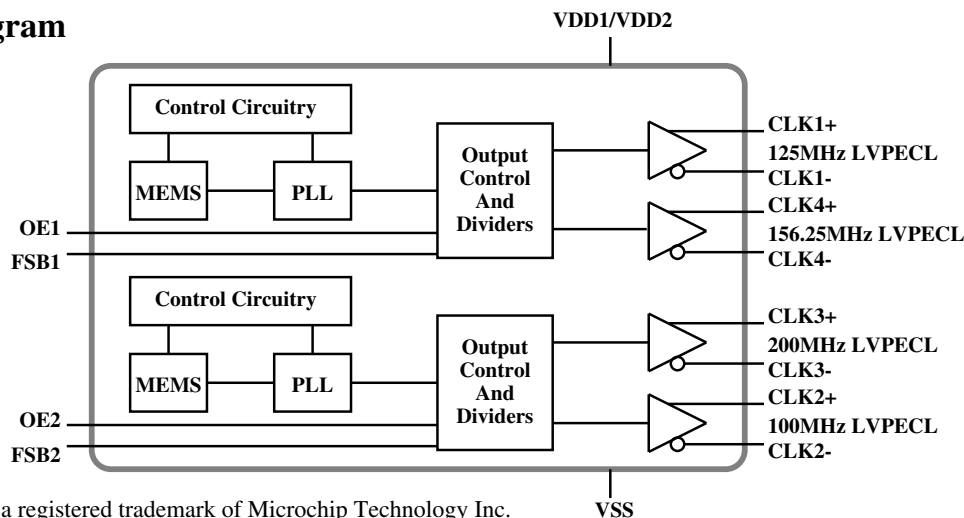 gram
VDD1/VDD2
Control Circuitry
MEMS
PLL
Output
Control
And
Dividers
CLK1+
125MHz LVPECL
CLK1-
CLK4+
156.25MHz LVPECL
CLK4-
OE1
FSB1
Control Circuitry
MEMS
PLL
Output
Control
And
Dividers
CLK3+
200MHz LVPECL
CLK3-
CLK2+
100MHz LVPECL
CLK2-
OE2
FSB2
VSS
a registered trademark of Microchip Technology Inc.